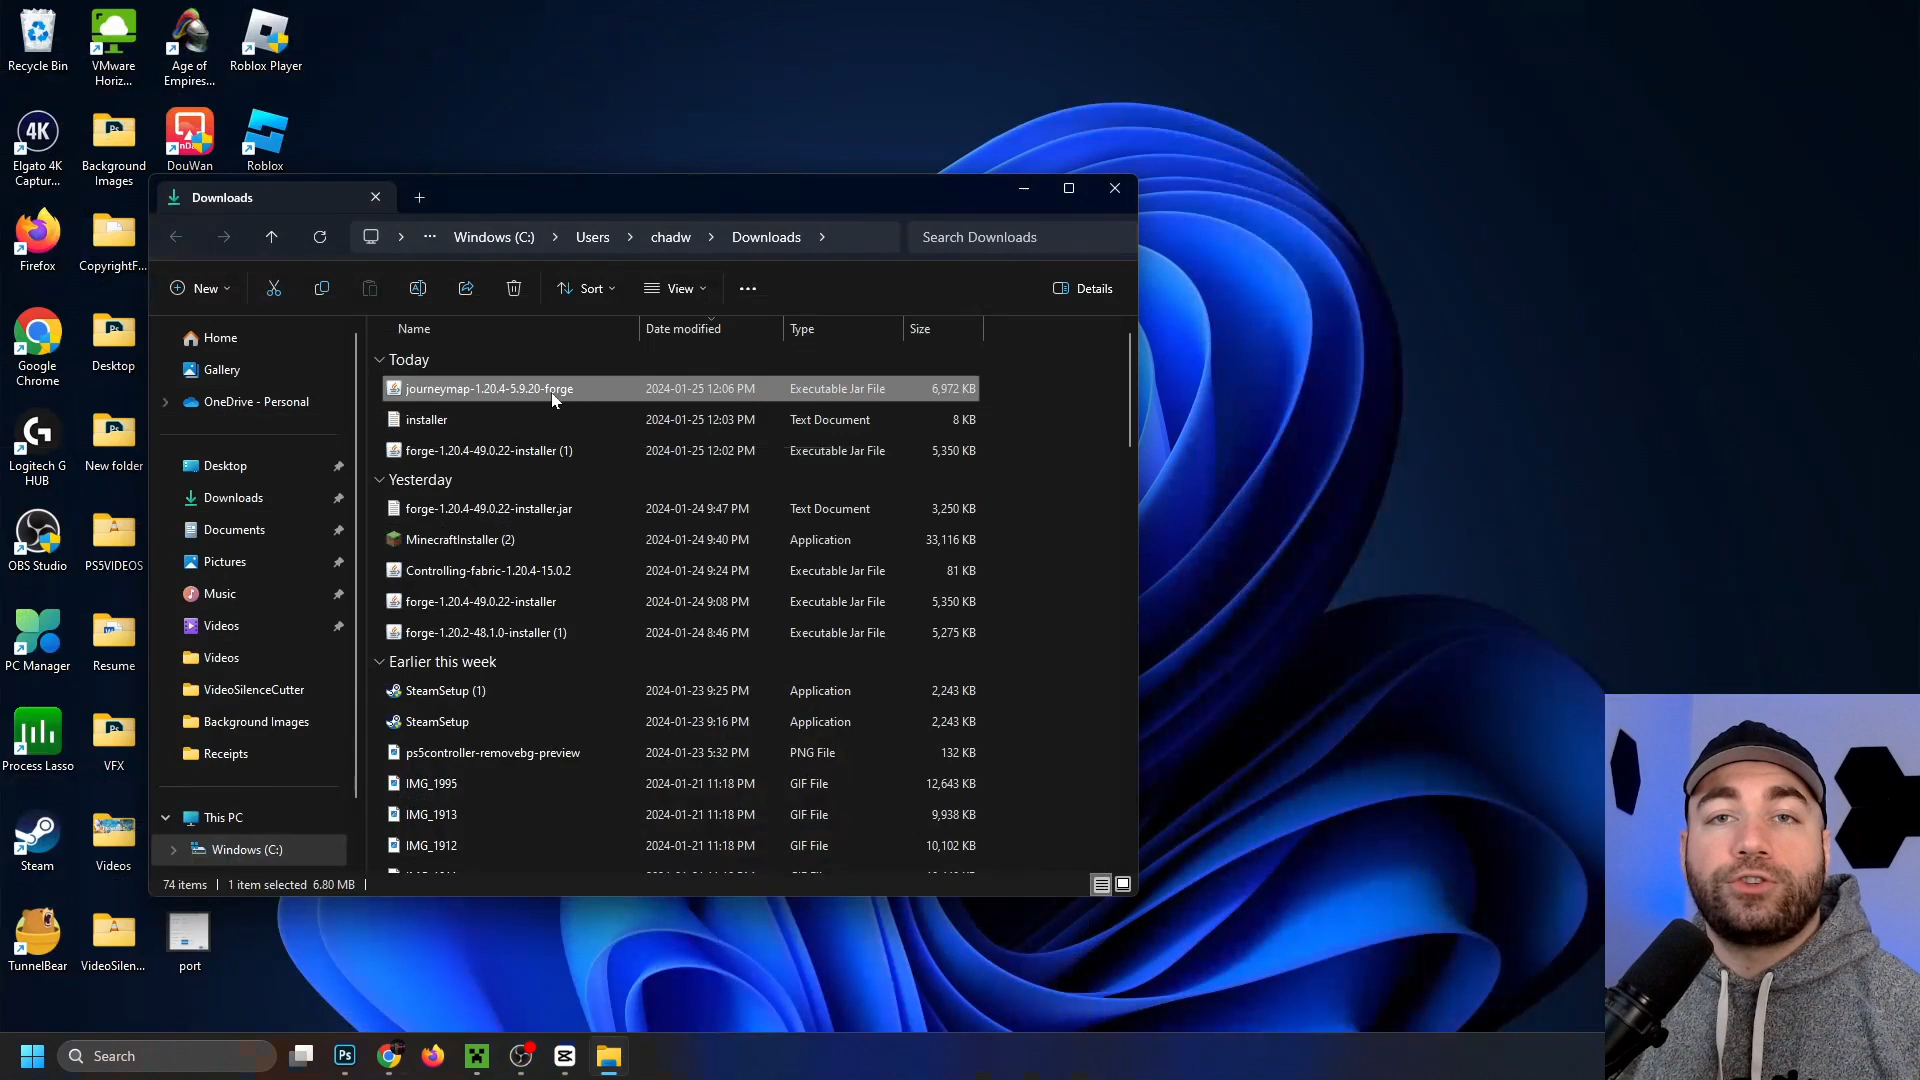 Recycle Bin
VMware
Horiz...
Age of
Empires...
Roblox Player
4K
Elgato 4K
Captur...
Background
Images
DouWan
Roblox
Firefox
CopyrightF...
Google
Chrome
Desktop
Logitech G
HUB
New folder
OBS Studio
PS5VIDEOS
PC Manager
Resume
Process Lasso
VFX
Steam
Videos
TunnelBear
VideoSilen...
port
Downloads
Windows (C:)
Users
chadw
Downloads
Search Downloads
New
Sort
View
Details
Home
Gallery
OneDrive - Personal
Desktop
Downloads
Documents
Pictures
Music
Videos
Videos
VideoSilenceCutter
Background Images
Receipts
This PC
Windows (C:)
Name Date modified Type Size
Today
journeymap-1.20.4-5.9.20-forge 2024-01-25 12:06 PM Executable Jar File 6,972 KB
installer 2024-01-25 12:03 PM Text Document 8 KB
forge-1.20.4-49.0.22-installer (1) 2024-01-25 12:02 PM Executable Jar File 5,350 KB
Yesterday
forge-1.20.4-49.0.22-installer.jar 2024-01-24 9:47 PM Text Document 3,250 KB
MinecraftInstaller (2) 2024-01-24 9:40 PM Application 33,116 KB
Controlling-fabric-1.20.4-15.0.2 2024-01-24 9:24 PM Executable Jar File 81 KB
forge-1.20.4-49.0.22-installer 2024-01-24 9:08 PM Executable Jar File 5,350 KB
forge-1.20.2-48.1.0-installer (1) 2024-01-24 8:46 PM Executable Jar File 5,275 KB
Earlier this week
SteamSetup (1) 2024-01-23 9:25 PM Application 2,243 KB
SteamSetup 2024-01-23 9:16 PM Application 2,243 KB
ps5controller-removebg-preview 2024-01-23 5:32 PM PNG File 132 KB
IMG_1995 2024-01-21 11:18 PM GIF File 12,643 KB
IMG_1913 2024-01-21 11:18 PM GIF File 9,938 KB
IMG_1912 2024-01-21 11:18 PM GIF File 10,102 KB
74 items 1 item selected 6.80 MB
Search
Ps